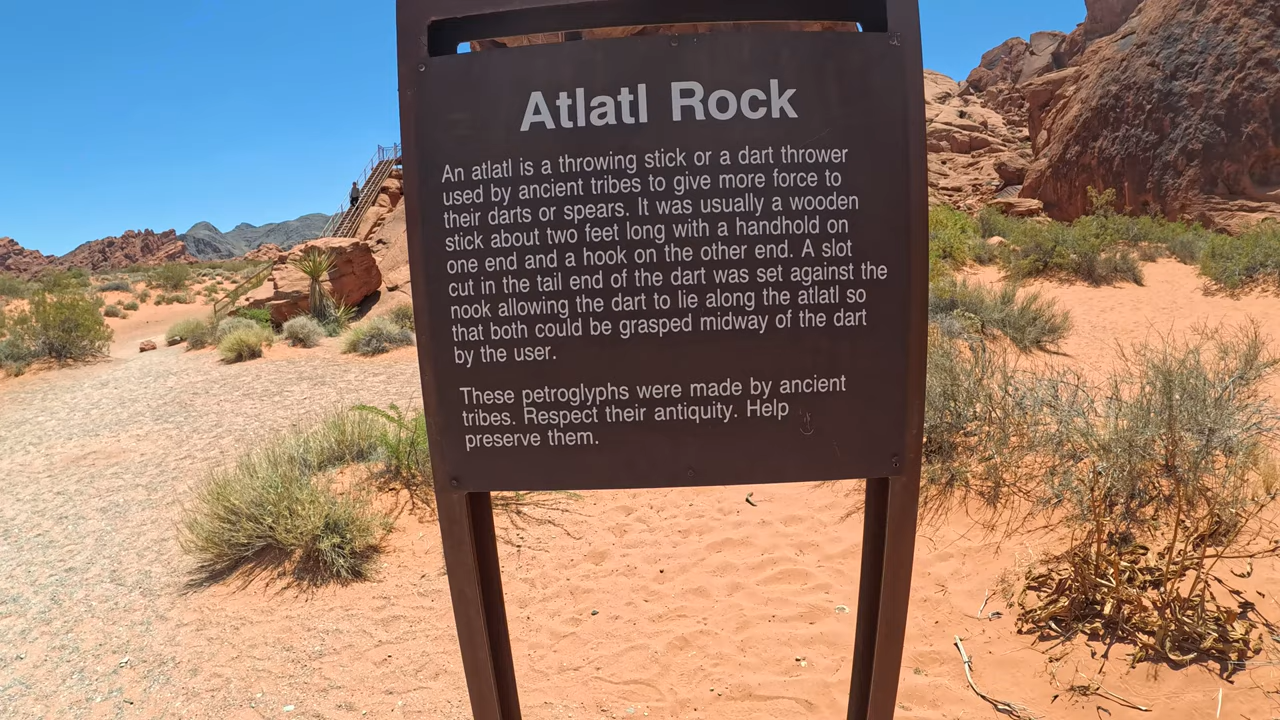 Atlatl Rock
An atlatl is a throwing stick or a dart thrower
used by ancient tribes to give more force to
their darts or spears. It was usually a wooden
stick about two feet long with a handhold on
one end and a hook on the other end. A slot
cut in the tail end of the dart was set against the
nook allowing the dart to lie along the atlatl so
that both could be grasped midway of the dart
by the user.
These petroglyphs were made by ancient
tribes. Respect their antiquity. Help
preserve them.